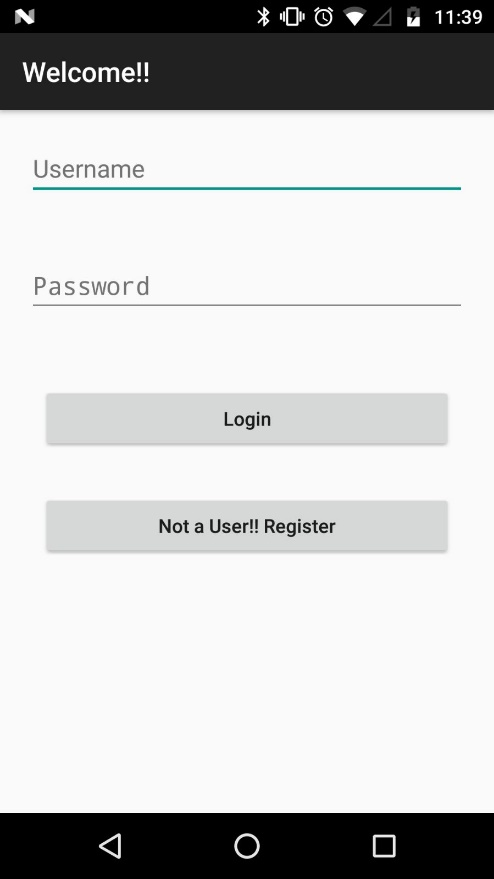 11:39
Welcome!!
Username
Password
Login
Not a User!! Register